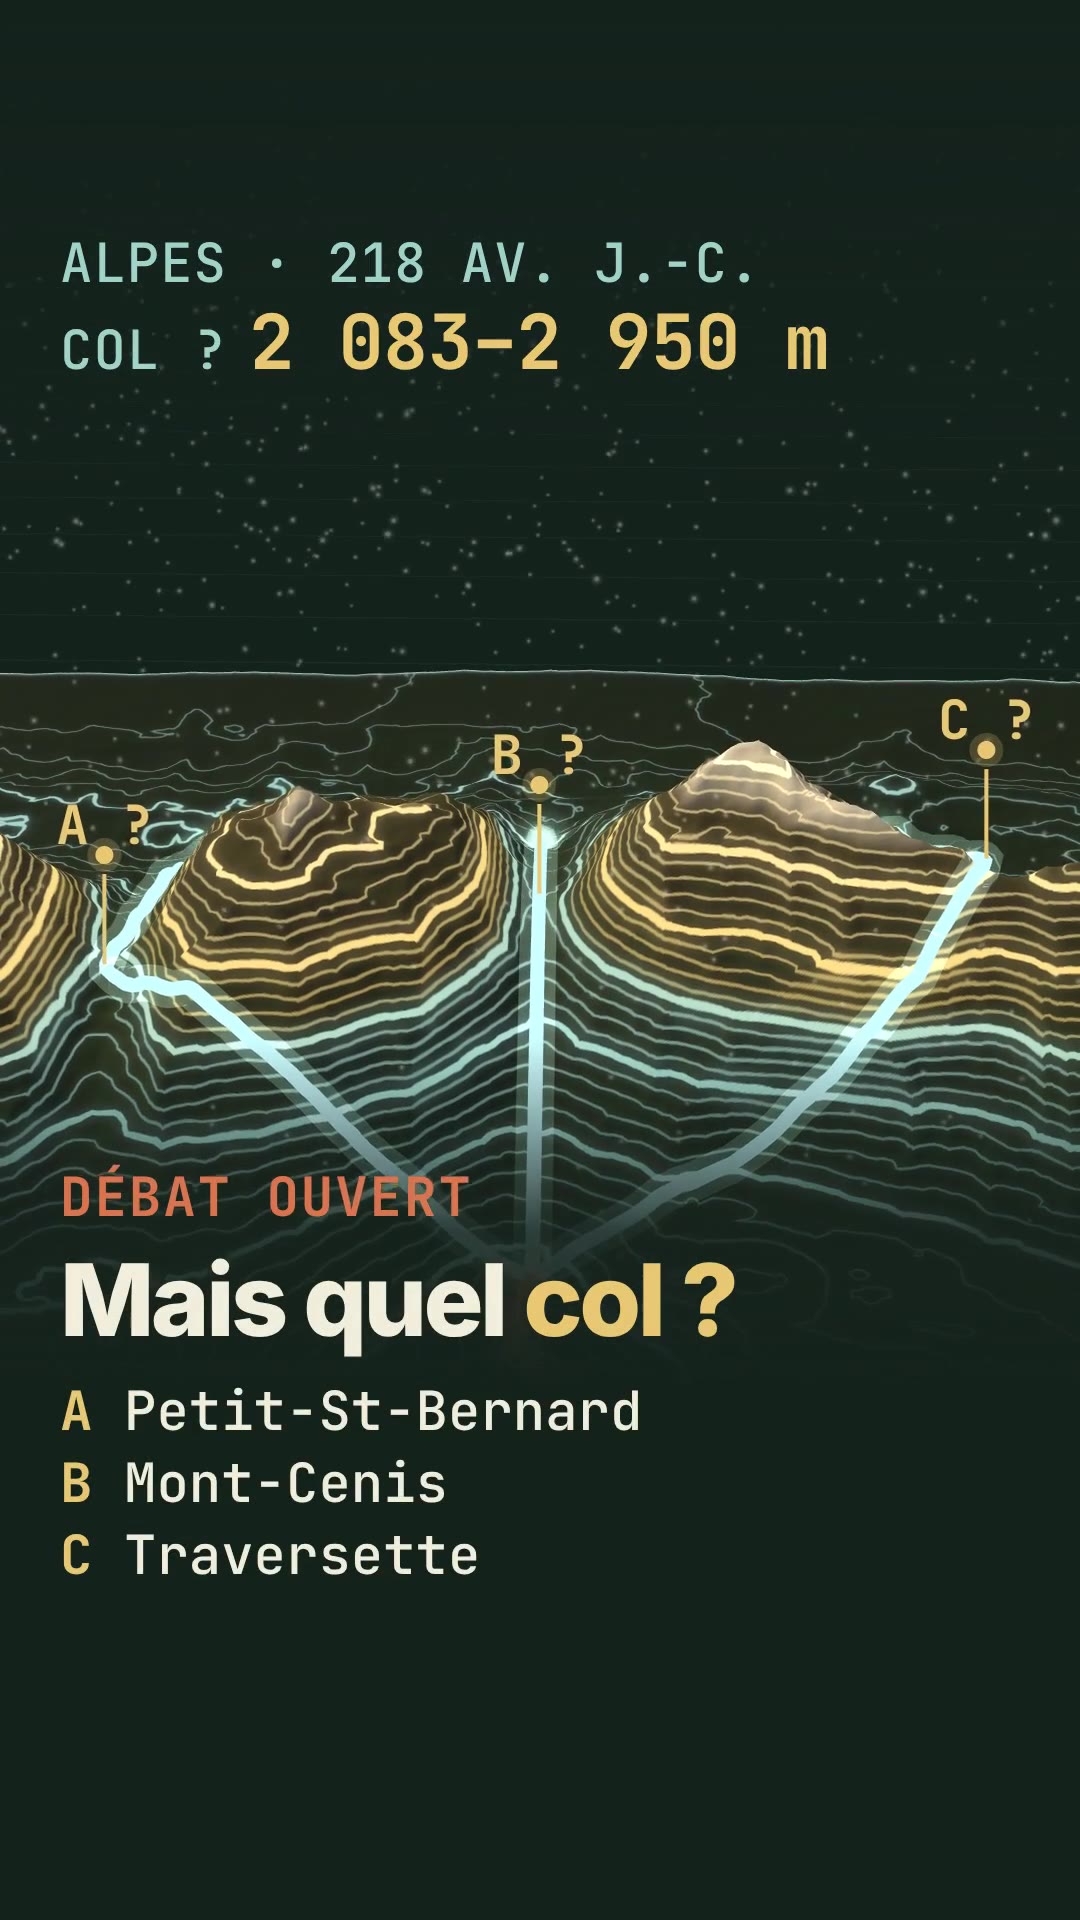 ALPES · 218 AV. J.-C.
COL ? 2 083–2 950 m
C ?
B ?
A ?
DÉBAT OUVERT
Mais quel col ?
A Petit-St-Bernard
B Mont-Cenis
C Traversette